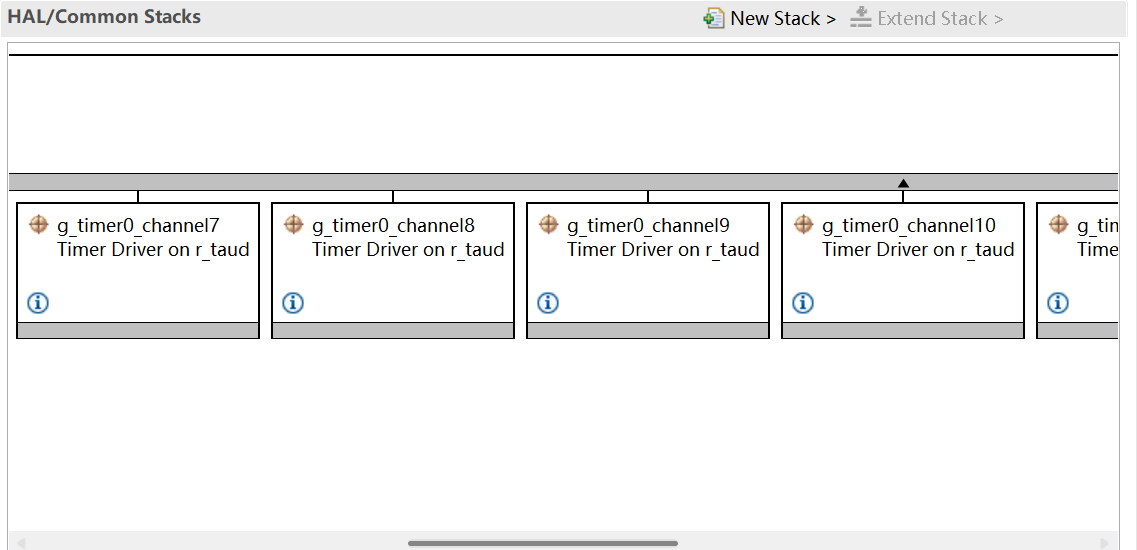 HAL/Common Stacks
New Stack >
Extend Stack >
g_timer0_channel7
Timer Driver on r_taud
g_timer0_channel8
Timer Driver on r_taud
g_timer0_channel9
Timer Driver on r_taud
g_timer0_channel10
Timer Driver on r_taud